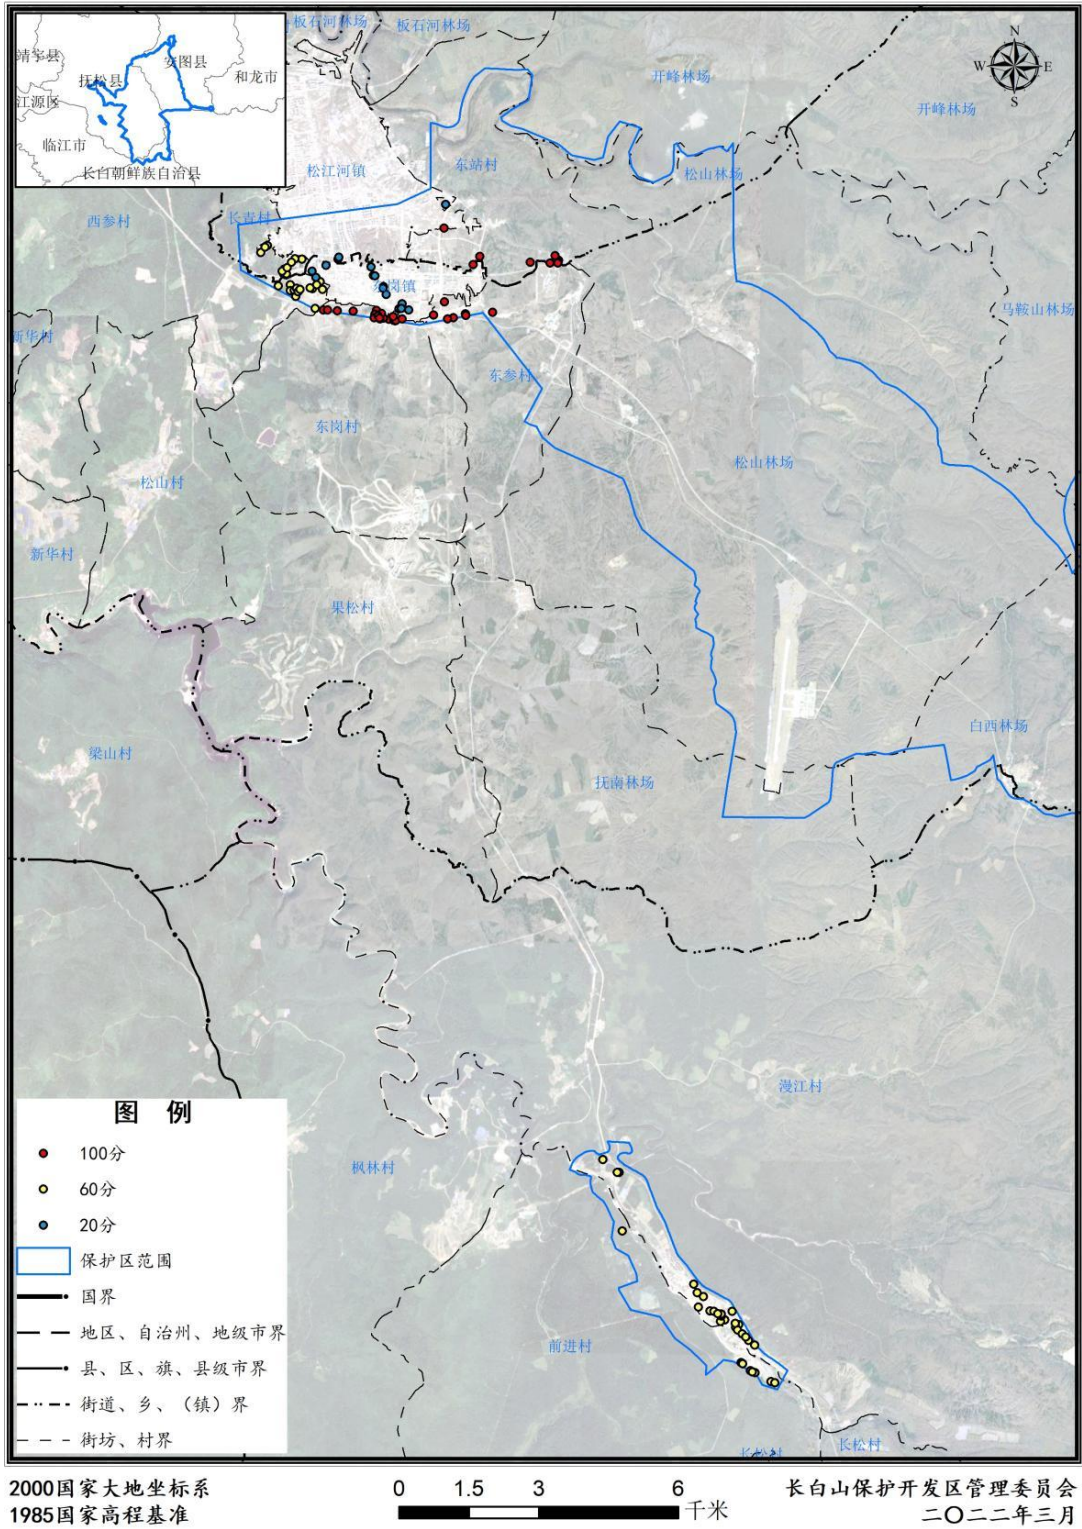 板石河林场
板石河林场
靖宇县
安图县
抚松县
和龙市
江源区
临江市
长白朝鲜族自治县
开峰林场
开峰林场
N
W
E
S
松江河镇
东站村
松山林场
西参村
长青村
东岗镇
马鞍山林场
新华村
东参村
东岗村
松山村
松山林场
新华村
果松村
梁山村
白西林场
抚南林场
漫江村
枫林村
前进村
长松村
长松村
图 例
100分
60分
20分
保护区范围
国界
地区、自治州、地级市界
县、区、旗、县级市界
街道、乡、（镇）界
街坊、村界
2000国家大地坐标系
1985国家高程基准
0 1.5 3 6
千米
长白山保护开发区管理委员会
二〇二二年三月